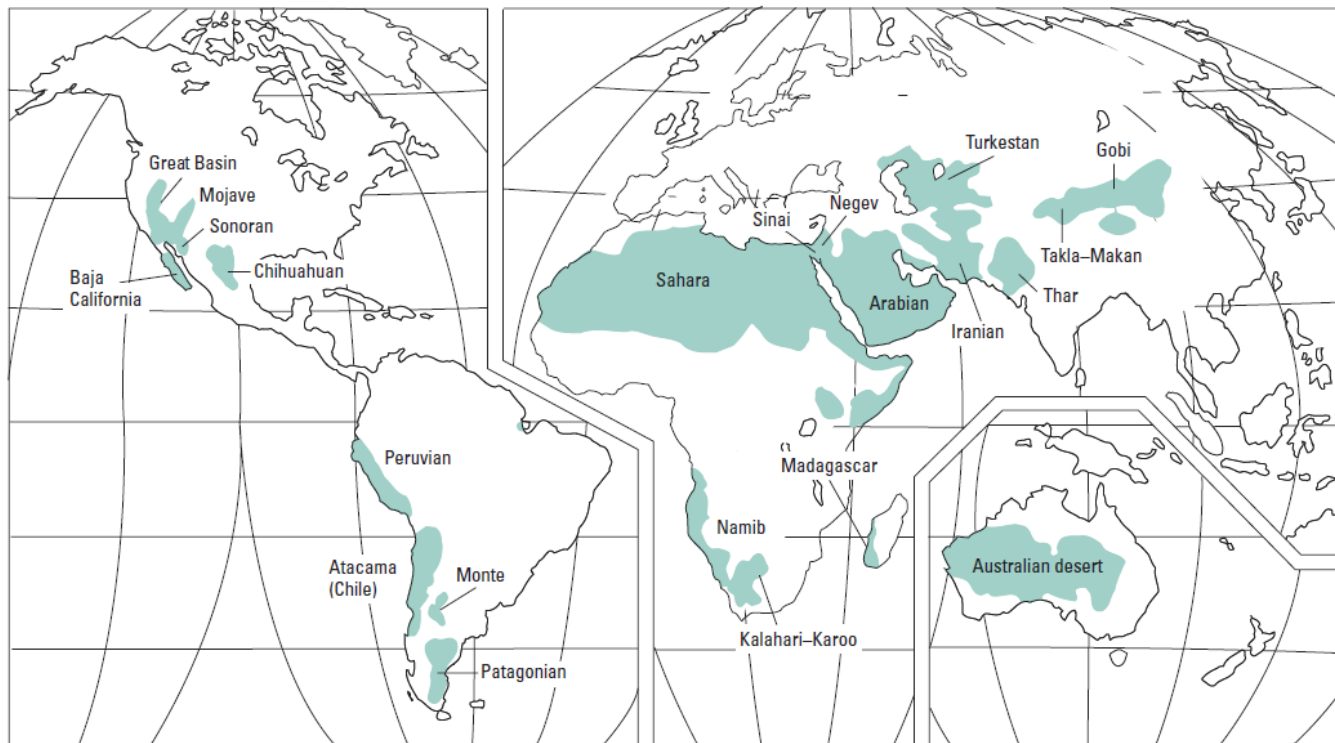 Great Basin
Mojave
Sonoran
Chihuahuan
Baja
California
Peruvian
Atacama
(Chile)
Monte
Patagonian
Turkestan
Gobi
Negev
Sinai
Takla–Makan
Sahara
Thar
Arabian
Iranian
Madagascar
Namib
Kalahari–Karoo
Australian desert